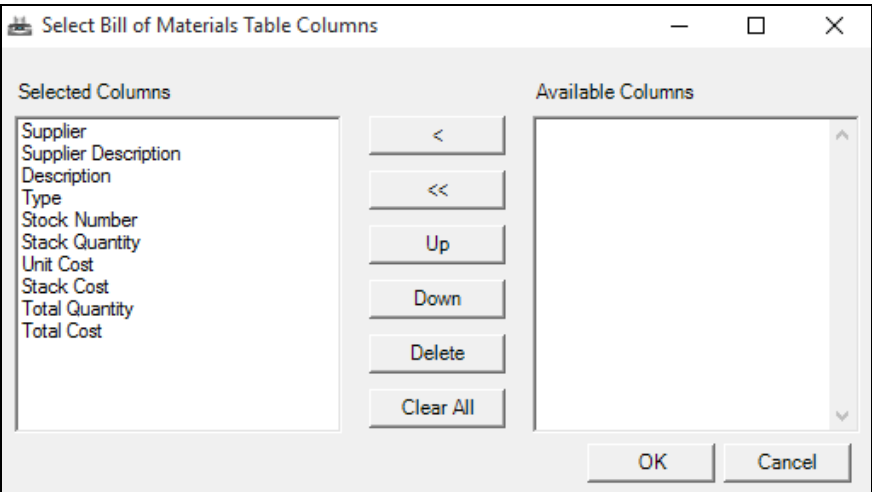 Select Bill of Materials Table Columns
Selected Columns
Available Columns
Supplier
Supplier Description
Description
Type
Stock Number
Stack Quantity
Unit Cost
Stack Cost
Total Quantity
Total Cost
<
<<
Up
Down
Delete
Clear All
OK
Cancel